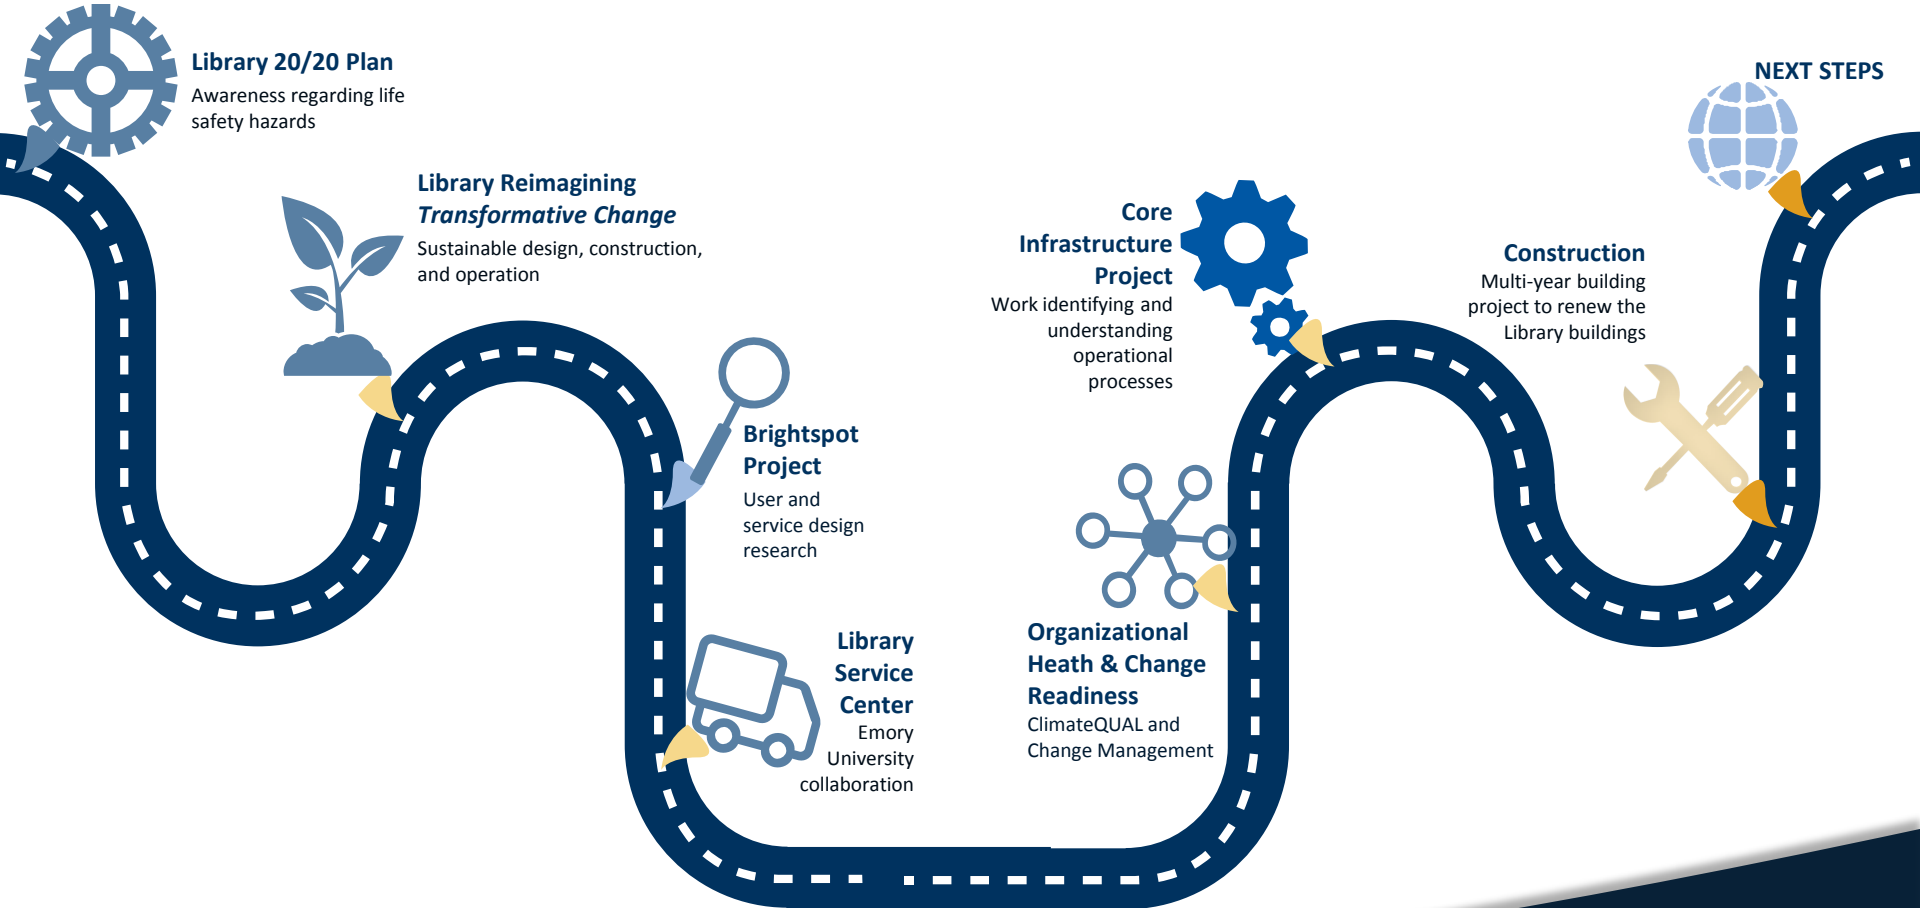 Library 20/20 Plan
Awareness regarding life
safety hazards
Library Reimagining
Transformative Change
Sustainable design, construction,
and operation
Brightspot
Project
User and
service design
research
Library
Service
Center
Emory
University
collaboration
Organizational
Heath & Change
Readiness
ClimateQUAL and
Change Management
Core
Infrastructure
Project
Work identifying and
understanding
operational
processes
Construction
Multi-year building
project to renew the
Library buildings
NEXT STEPS